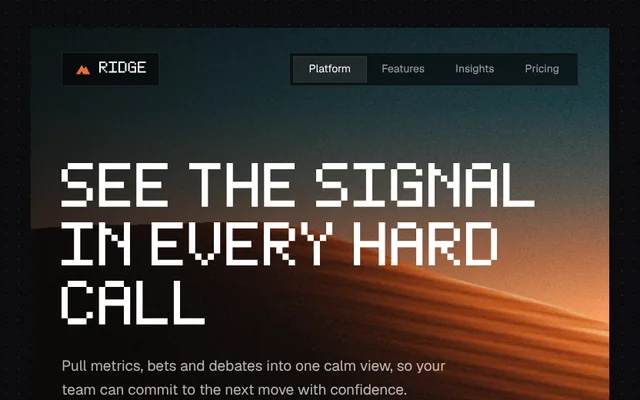 RIDGE
Platform Features Insights Pricing
SEE THE SIGNAL
IN EVERY HARD
CALL
Pull metrics, bets and debates into one calm view, so your
team can commit to the next move with confidence.